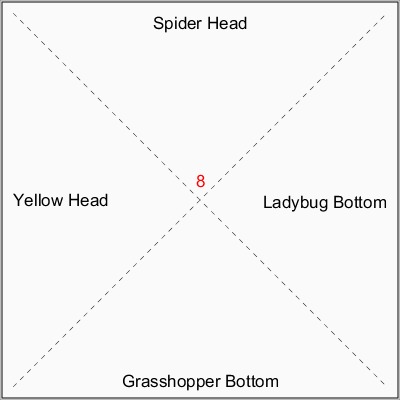 Spider Head
8
Yellow Head
Ladybug Bottom
Grasshopper Bottom